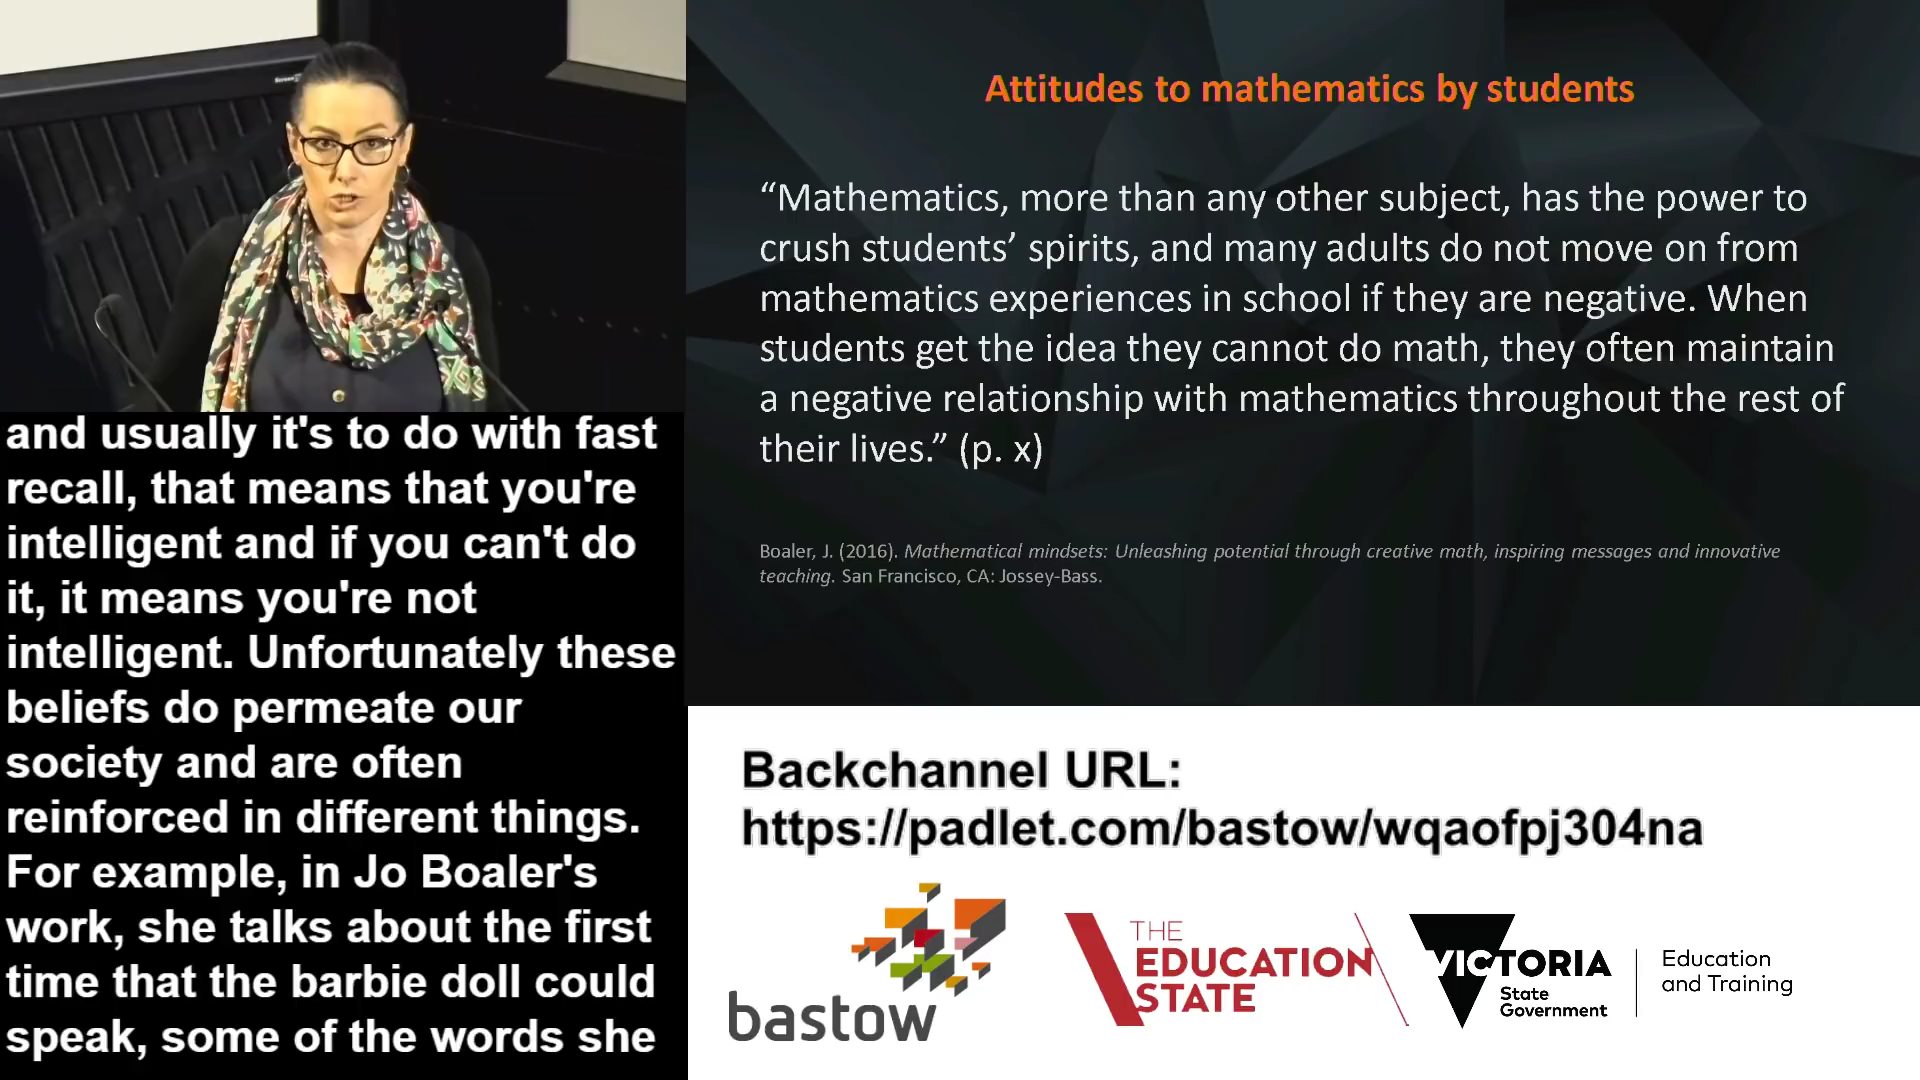 Attitudes to mathematics by students
“Mathematics, more than any other subject, has the power to
crush students’ spirits, and many adults do not move on from
mathematics experiences in school if they are negative. When
students get the idea they cannot do math, they often maintain
a negative relationship with mathematics throughout the rest of
their lives.” (p. x)
Boaler, J. (2016). Mathematical mindsets: Unleashing potential through creative math, inspiring messages and innovative
teaching. San Francisco, CA: Jossey-Bass.
and usually it's to do with fast
recall, that means that you're
intelligent and if you can't do
it, it means you're not
intelligent. Unfortunately these
beliefs do permeate our
society and are often
reinforced in different things.
For example, in Jo Boaler's
work, she talks about the first
time that the barbie doll could
speak, some of the words she
Backchannel URL:
https://padlet.com/bastow/wqaofpj304na
bastow
THE
EDUCATION
STATE
VICTORIA
State
Government
Education
and Training